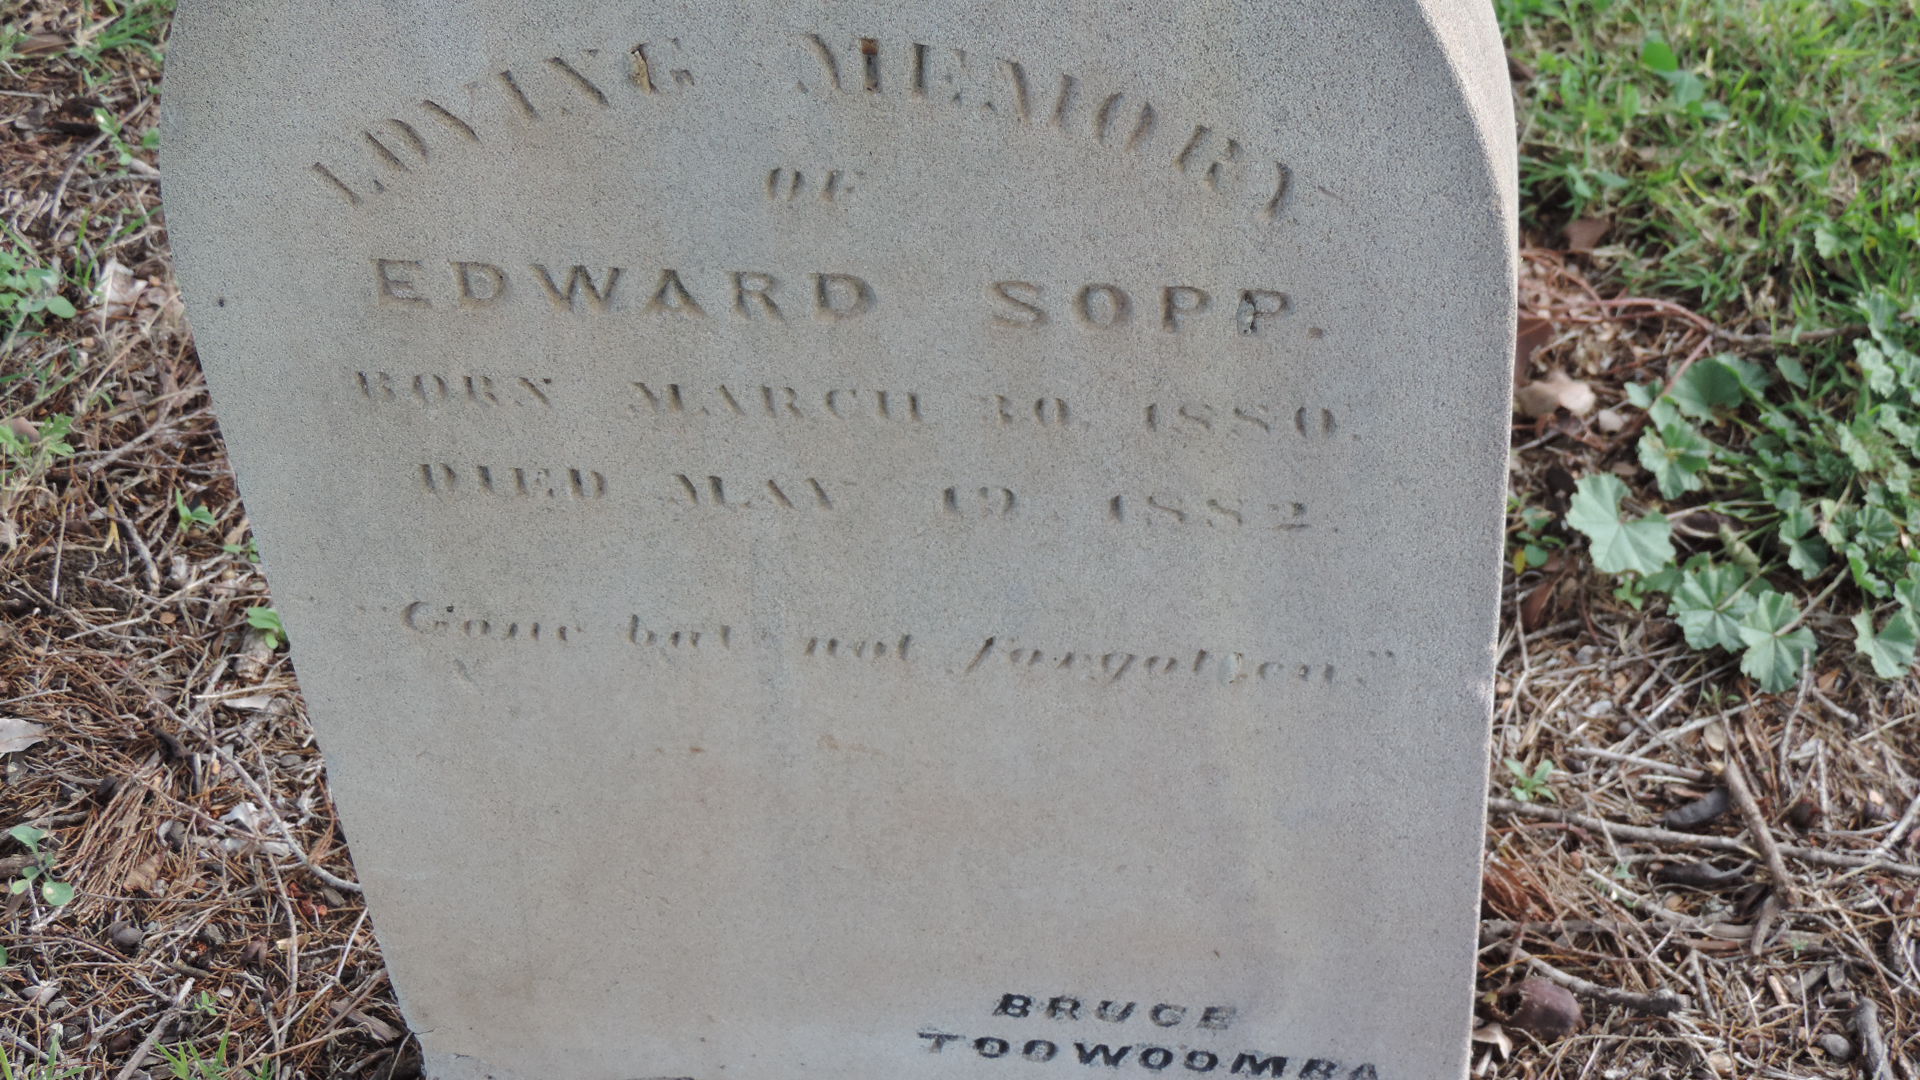 LOVING MEMORY
OF
EDWARD SOPP.
BORN MARCH 30. 1880.
DIED MAY 19. 1882.
Gone but not forgotten."
BRUCE
TOOWOOMBA